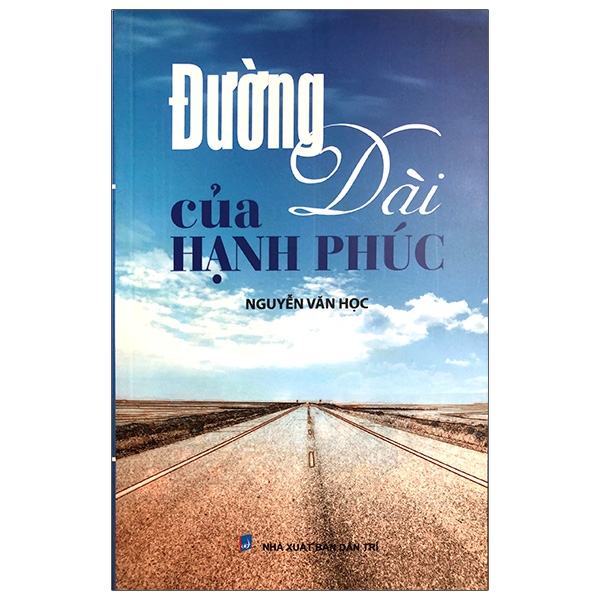 Đường
Dài
của
HẠNH PHÚC
NGUYỄN VĂN HỌC
NHÀ XUẤT BẢN DÂN TRÍ